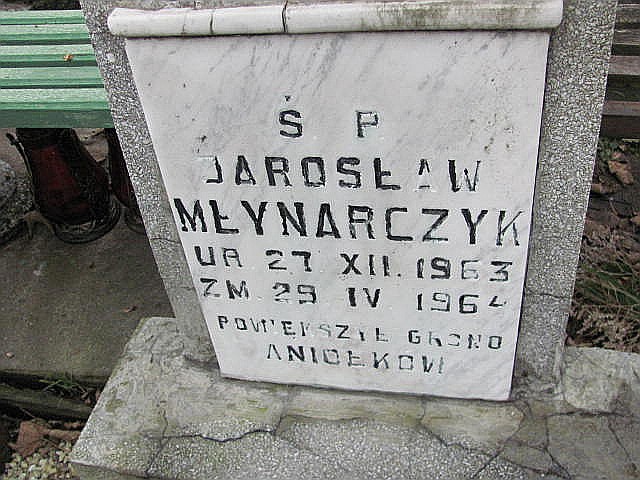 Ś P
JAROSŁAW
MŁYNARCZYK
UR 27 XII. 1963
ZM. 29 IV 1964
POWIĘKSZYŁ GRONO
ANIOŁKÓW